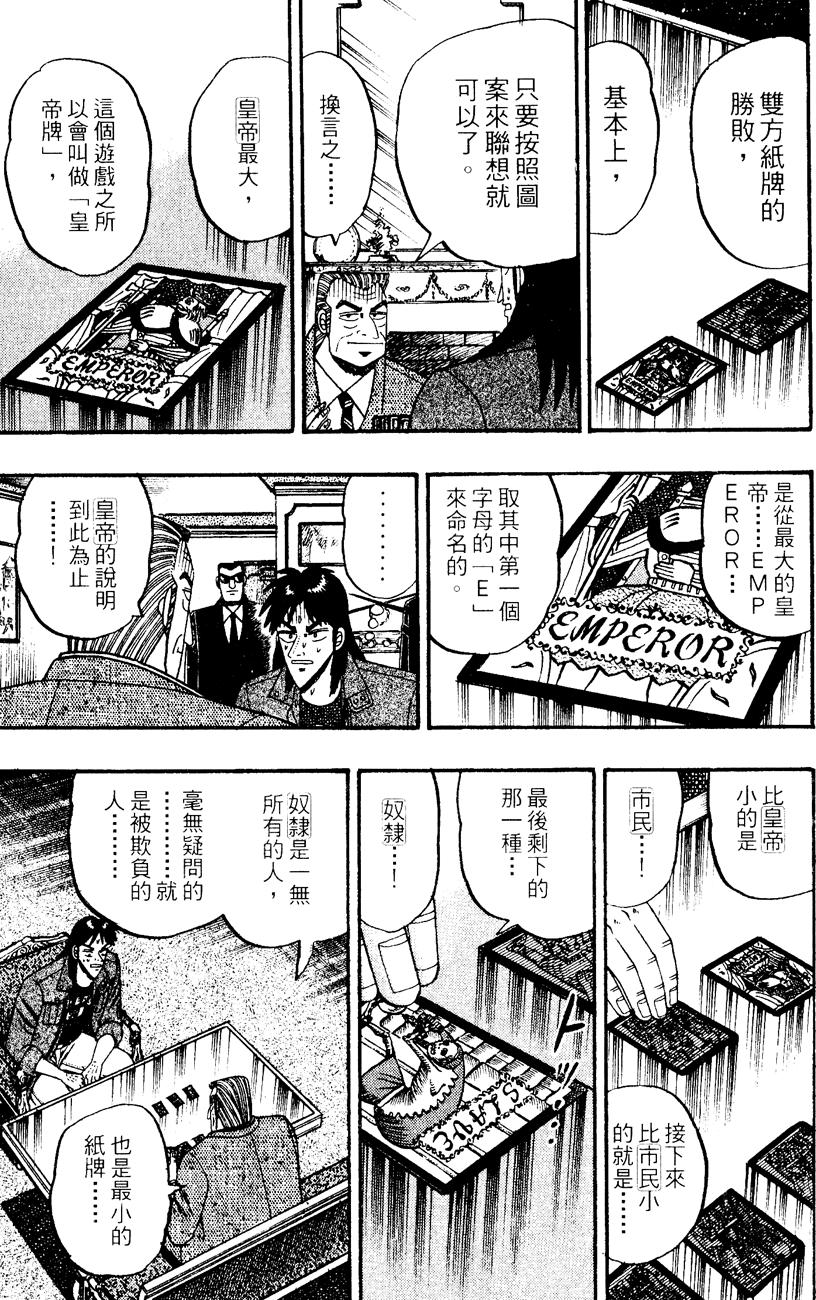 雙方紙牌的
勝敗，
基本上，
只要按照圖
案來聯想就
可以了。
換言之……
皇帝最大，
這個遊戲之所
以會叫做「皇
帝牌」，
EMPEROR
是從最大的皇
帝……EMP
EROR…
取其中第一個
字母的「E」
來命名的。
EMPEROR
………
皇帝的說明
到此為止
…！
比皇帝
小的是
市民…！
接下來
比市民小
的就是……
最後剩下的
那一種…
奴隸…！
ド
SLAVE
奴隸是一無
所有的人，
毫無疑問的
………就
是被欺負的
人………
也是最小的
紙牌……